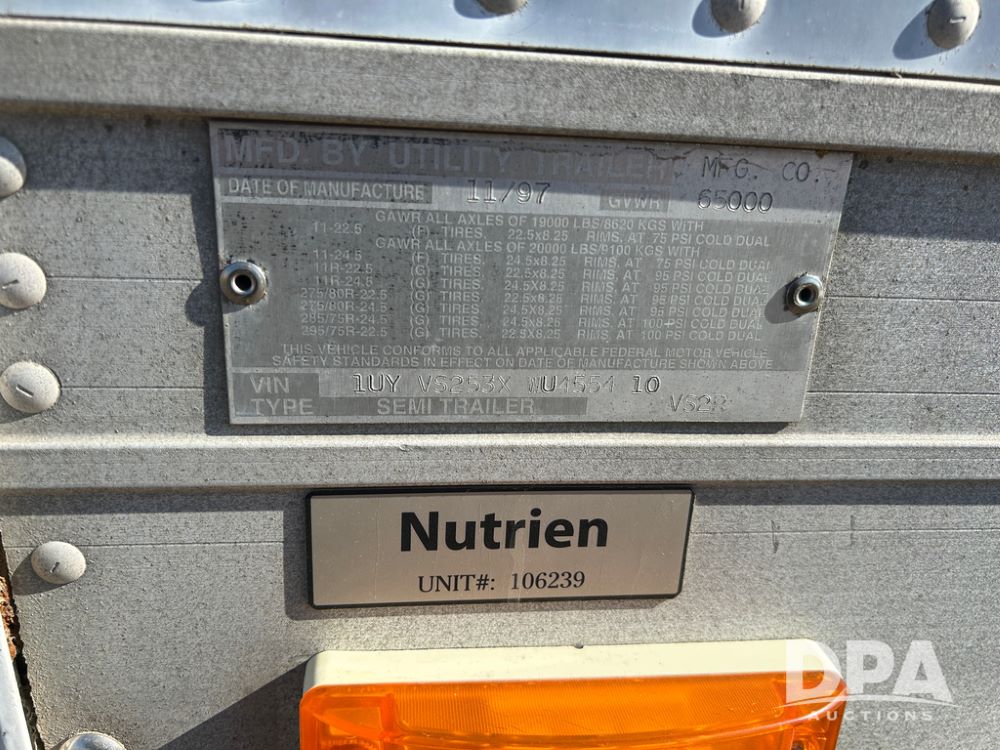 MFD. BY UTILITY TRAILER MFG. CO.
DATE OF MANUFACTURE 11/97 GVWR 65000
GAWR ALL AXLES OF 19000 LBS/8620 KGS WITH
11-22.5 (F) TIRES. 22.5x8.25 RIMS. AT 75 PSI COLD DUAL
GAWR ALL AXLES OF 20000 LBS/9100 KGS WITH
11-24.5 (F) TIRES. 24.5x8.25 RIMS. AT 75 PSI COLD DUAL
11R-22.5 (G) TIRES. 22.5x8.25 RIMS. AT 95 PSI COLD DUAL
11R-24.5 (G) TIRES. 24.5X8.25 RIMS. AT 95 PSI COLD DUAL
275/80R-22.5 (G) TIRES. 22.5x8.25 RIMS. AT 95 PSI COLD DUAL
275/80R-24.5 (G) TIRES. 24.5X8.25 RIMS. AT 95 PSI COLD DUAL
285/75R-24.5 (G) TIRES. 24.5x8.25 RIMS. AT 100 PSI COLD DUAL
295/75R-22.5 (G) TIRES. 22.5X8.25 RIMS. AT 100 PSI COLD DUAL
THIS VEHICLE CONFORMS TO ALL APPLICABLE FEDERAL MOTOR VEHICLE
SAFETY STANDARDS IN EFFECT ON DATE OF MANUFACTURE SHOWN ABOVE
VIN 1UY VS253X WU4554 10
TYPE SEMI TRAILER VS2R
Nutrien
UNIT#: 106239
DPA
AUCTIONS